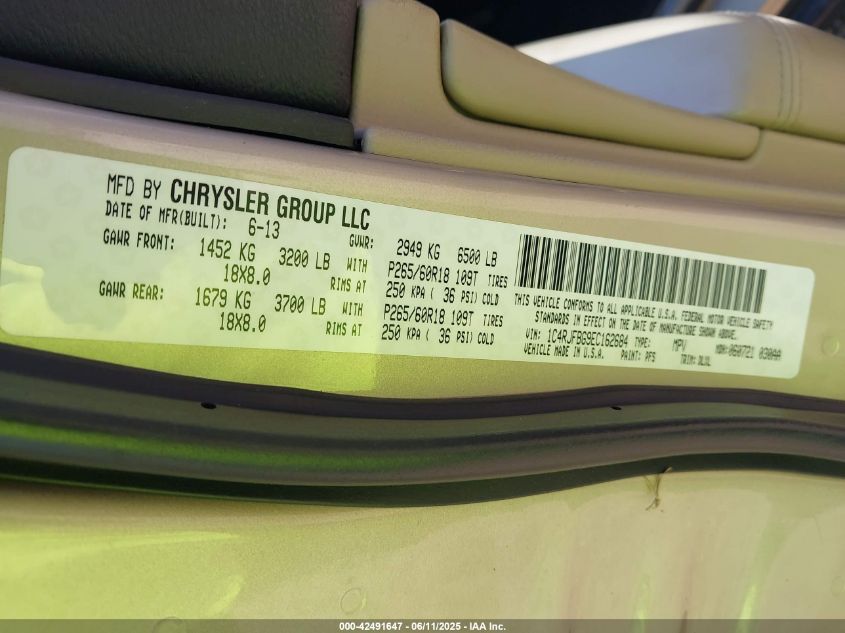 MFD BY CHRYSLER GROUP LLC
DATE OF MFR(BUILT): 6-13 GVWR: 2949 KG 6500 LB
GAWR FRONT: 1452 KG 3200 LB WITH P265/60R18 109T TIRES
18X8.0 RIMS AT 250 KPA ( 36 PSI) COLD
GAWR REAR: 1679 KG 3700 LB WITH P265/60R18 109T TIRES
18X8.0 RIMS AT 250 KPA ( 36 PSI) COLD
THIS VEHICLE CONFORMS TO ALL APPLICABLE U.S.A. FEDERAL MOTOR VEHICLE SAFETY
STANDARDS IN EFFECT ON THE DATE OF MANUFACTURE SHOWN ABOVE.
VIN: 1C4RJFBG9EC162684 TYPE: MPV MDH: 060721 030AA
VEHICLE MADE IN U.S.A. PAINT: PFS TRIM: DLXL
000-42491647 / 06/11/2025 - IAA Inc.